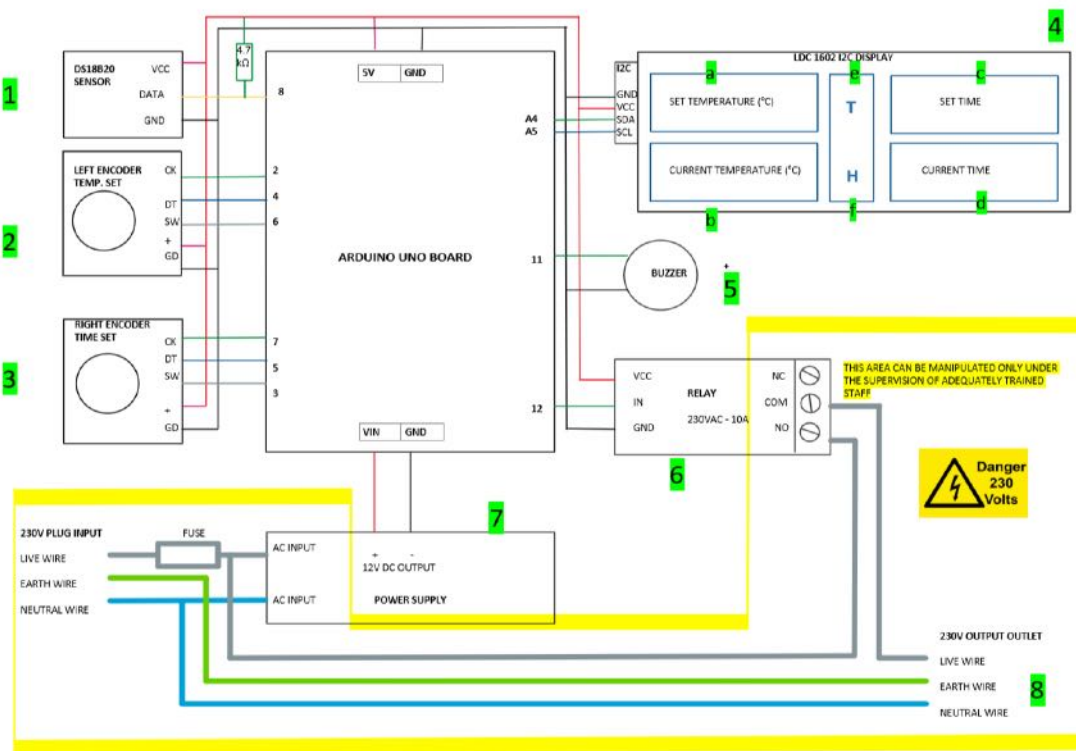 4
LDC 1602 I2C DISPLAY
1
DS18B20
SENSOR
VCC
DATA
GND
4.7
kΩ
8
5V
GND
I2C
GND
VCC
SDA
SCL
A4
A5
a
SET TEMPERATURE (°C)
e
T
c
SET TIME
CURRENT TEMPERATURE (°C)
b
H
f
CURRENT TIME
d
2
LEFT ENCODER
TEMP. SET
CK
DT
SW
+
GD
2
4
6
ARDUINO UNO BOARD
11
BUZZER
+
5
3
RIGHT ENCODER
TIME SET
CK
DT
SW
+
GD
7
5
3
12
VIN
GND
VCC
IN
GND
RELAY
230VAC - 10A
NC
COM
NO
6
THIS AREA CAN BE MANIPULATED ONLY UNDER
THE SUPERVISION OF ADEQUATELY TRAINED
STAFF
Danger
230
Volts
7
230V PLUG INPUT
FUSE
LIVE WIRE
EARTH WIRE
NEUTRAL WIRE
AC INPUT
AC INPUT
+ -
12V DC OUTPUT
POWER SUPPLY
230V OUTPUT OUTLET
LIVE WIRE
EARTH WIRE
NEUTRAL WIRE
8